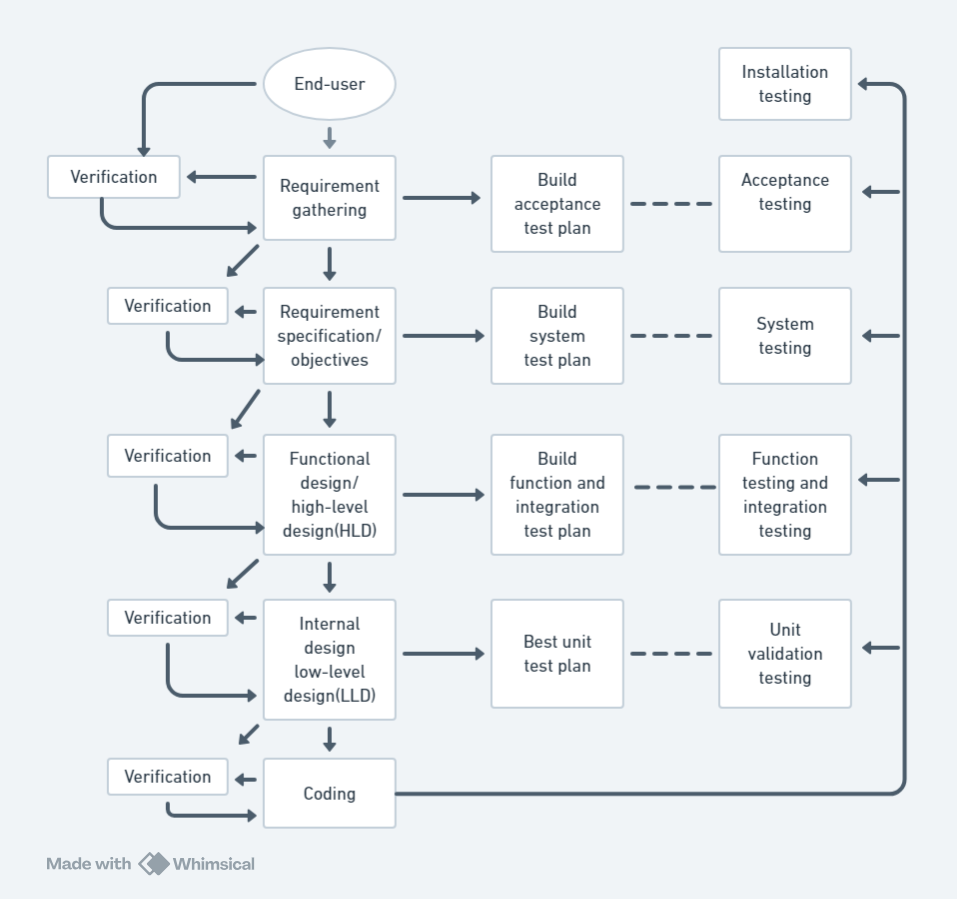 End-user
Installation
testing
Verification
Requirement
gathering
Build
acceptance
test plan
Acceptance
testing
Verification
Requirement
specification/
objectives
Build
system
test plan
System
testing
Verification
Functional
design/
high-level
design(HLD)
Build
function and
integration
test plan
Function
testing and
integration
testing
Verification
Internal
design
low-level
design(LLD)
Best unit
test plan
Unit
validation
testing
Verification
Coding
Made with Whimsical